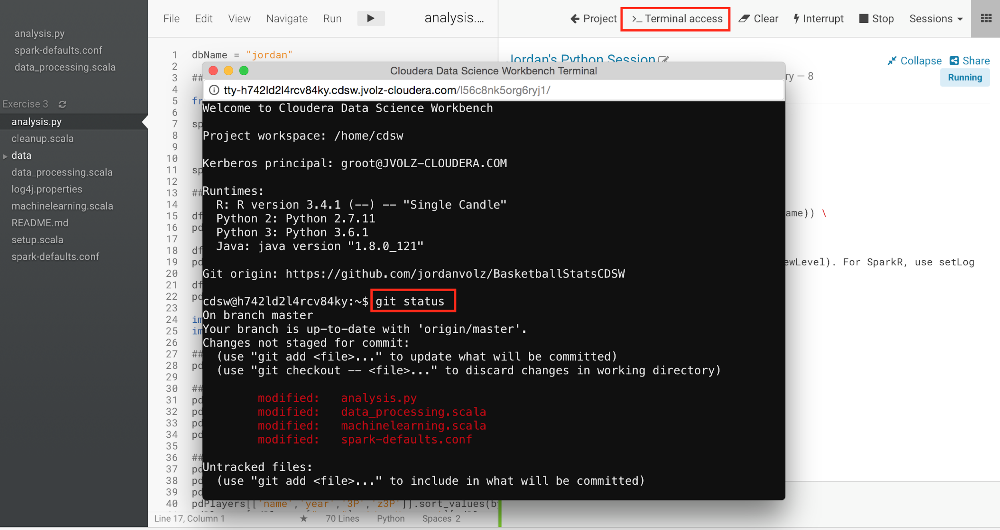 analysis.py
spark-defaults.conf
data_processing.scala
Exercise 3
analysis.py
cleanup.scala
data
data_processing.scala
log4j.properties
machinelearning.scala
README.md
setup.scala
spark-defaults.conf
File Edit View Navigate Run analysis....
Project >_ Terminal access Clear Interrupt Stop Sessions
1 dbName = "jordan"
2
3 ##
4
5 fr
6
7 sp
8
9
10
11 sp
12
13 ##
14
15 df
16 pd
17
18 df
19 pd
20
21 df
22 pd
23
24 im
25 im
26
27 ##
28 pd
29
30 ##
31 pd
32 pd
33 pd
34 pd
35
36 ##
37 pd
38 pd
39 pd
40 pdPlayers[['name','year','3P','z3P']].sort_values(by
Line 17, Column 1 ★ 70 Lines Python Spaces 2
Jordan's Python Session
Collapse Share
ry — 8
Running
ame)) \
ewLevel). For SparkR, use setLog
Cloudera Data Science Workbench Terminal
tty-h742ld2l4rcv84ky.cdsw.jvolz-cloudera.com/l56c8nk5org6ryj1/
Welcome to Cloudera Data Science Workbench
Project workspace: /home/cdsw
Kerberos principal: groot@JVOLZ-CLOUDERA.COM
Runtimes:
R: R version 3.4.1 (--) -- "Single Candle"
Python 2: Python 2.7.11
Python 3: Python 3.6.1
Java: java version "1.8.0_121"
Git origin: https://github.com/jordanvolz/BasketballStatsCDSW
cdsw@h742ld2l4rcv84ky:~$ git status
On branch master
Your branch is up-to-date with 'origin/master'.
Changes not staged for commit:
(use "git add <file>..." to update what will be committed)
(use "git checkout -- <file>..." to discard changes in working directory)
modified: analysis.py
modified: data_processing.scala
modified: machinelearning.scala
modified: spark-defaults.conf
Untracked files:
(use "git add <file>..." to include in what will be committed)